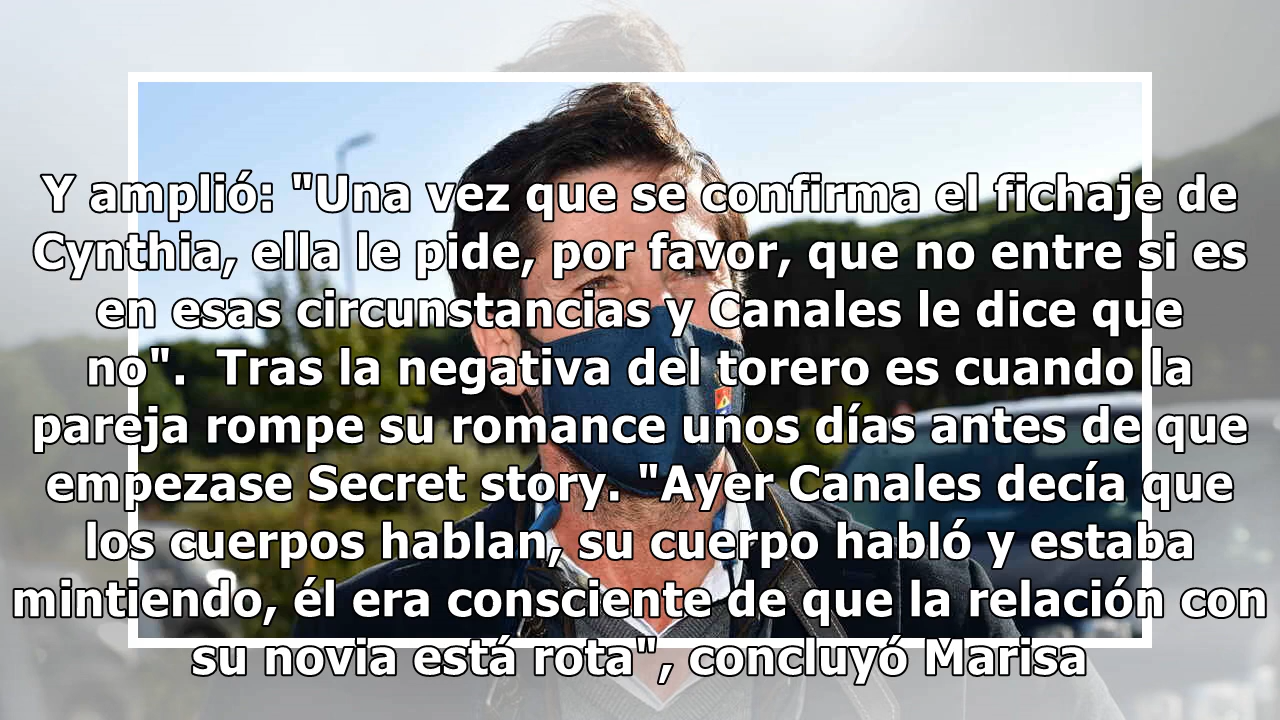 Y amplió: "Una vez que se confirma el fichaje de
Cynthia, ella le pide, por favor, que no entre si es
en esas circunstancias y Canales le dice que
no".  Tras la negativa del torero es cuando la
pareja rompe su romance unos días antes de que
empezase Secret story. "Ayer Canales decía que
los cuerpos hablan, su cuerpo habló y estaba
mintiendo, él era consciente de que la relación con
su novia está rota", concluyó Marisa